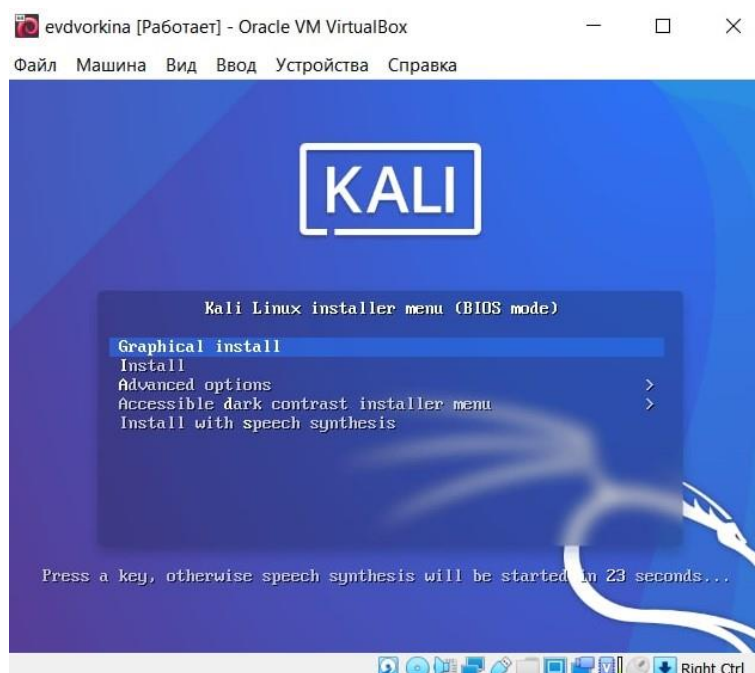 evdvorkina [Работает] - Oracle VM VirtualBox
Файл Машина Вид Ввод Устройства Справка
KALI
Kali Linux installer menu (BIOS mode)
Graphical install
Install
Advanced options >
Accessible dark contrast installer menu >
Install with speech synthesis
Press a key, otherwise speech synthesis will be started in 23 seconds...
Right Ctrl